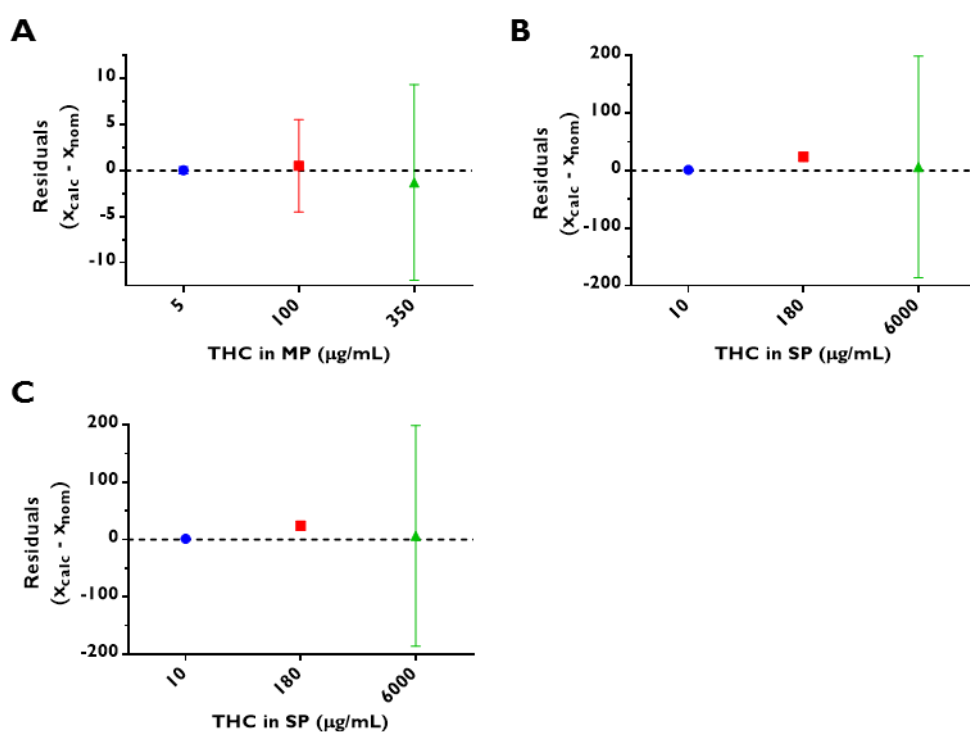 A
Residuals
(xcalc - xnom)
10
5
0
-5
-10
5
100
350
THC in MP (µg/mL)
B
Residuals
(xcalc - xnom)
200
100
0
-100
-200
10
180
6000
THC in SP (µg/mL)
C
Residuals
(xcalc - xnom)
200
100
0
-100
-200
10
180
6000
THC in SP (µg/mL)